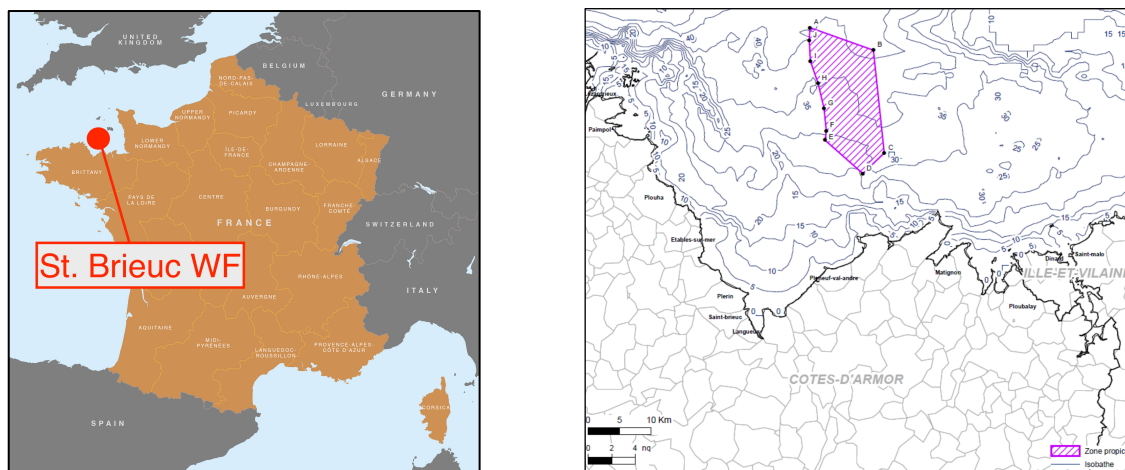 UNITED
KINGDOM
BELGIUM
GERMANY
LUXEMBOURG
NORD-PAS-
DE-CALAIS
UPPER
NORMANDY
PICARDY
LOWER
NORMANDY
ILE-DE-
FRANCE
CHAMPAGNE
ARDENNE
LORRAINE
ALSACE
BRITTANY
PAYS DE
LA LOIRE
CENTRE
BURGUNDY
FRANCHE-
COMTÉ
FRANCE
SWITZERLAND
St. Brieuc WF
RHÔNE-ALPES
ITALY
AUVERGNE
AQUITAINE
MIDI-
PYRÉNÉES
LANGUEDOC-
ROUSSILLON
PROVENCE-ALPES-
CÔTE D'AZUR
CORSICA
SPAIN
A
J
B
I
H
G
F
E
C
D
Paimpol
Plouha
Etables-sur-mer
Plerin
Saint-brieuc
Langueux
Pleneuf-val-andre
Matignon
Dinard
Saint-malo
ILLE-ET-VILAINE
Ploubalay
COTES-D'ARMOR
0 5 10 Km
0 2 4 nq
Zone propic
Isobathe